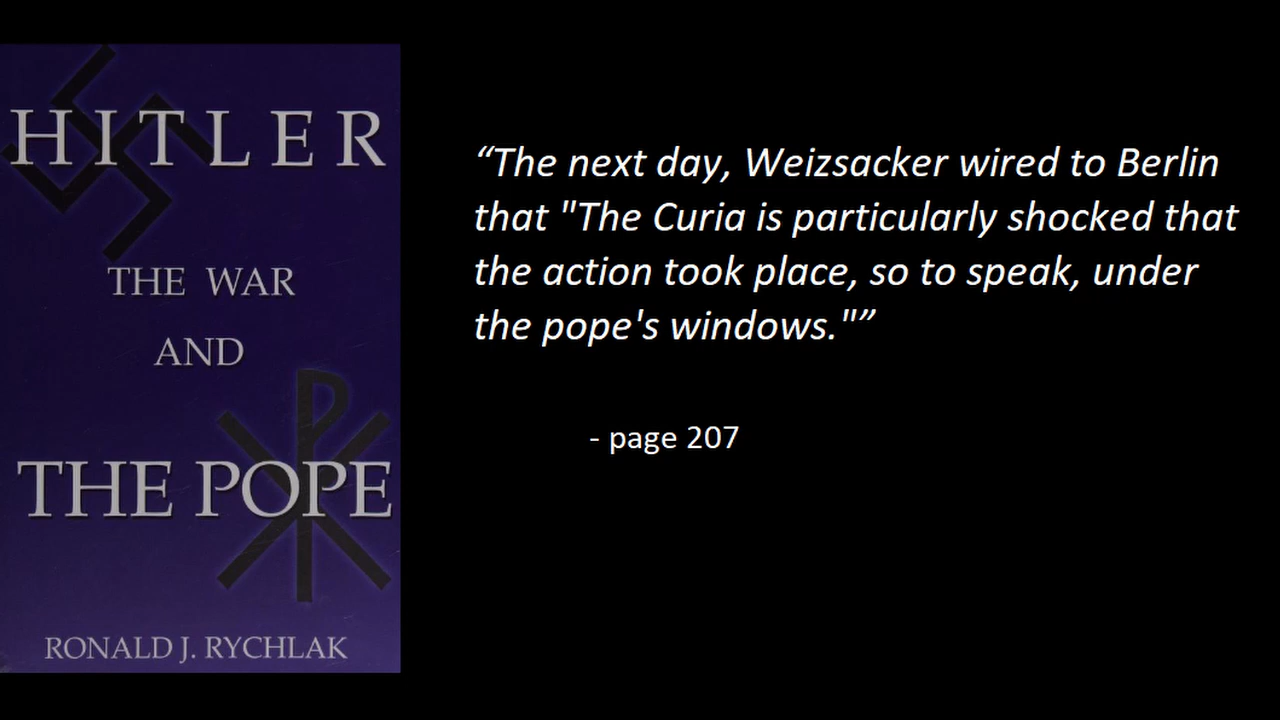 HITLER
THE WAR
AND
THE POPE
RONALD J. RYCHLAK
“The next day, Weizsacker wired to Berlin
that "The Curia is particularly shocked that
the action took place, so to speak, under
the pope's windows."”
- page 207